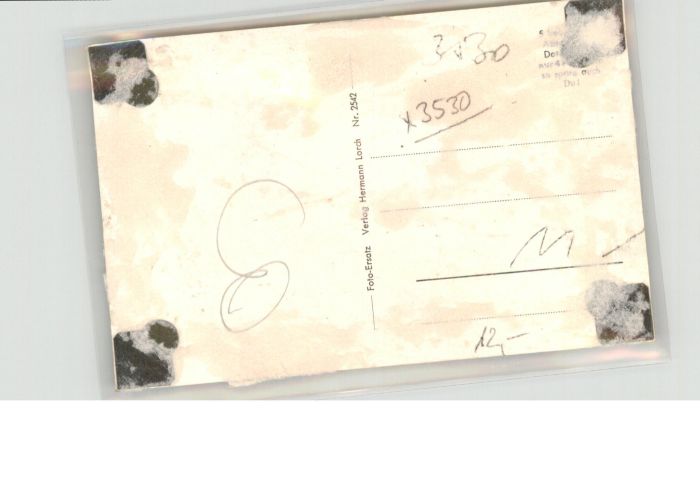 3530
x3530
Foto-Ersatz Verlag Hermann Lorch Nr. 2542
M
12,-